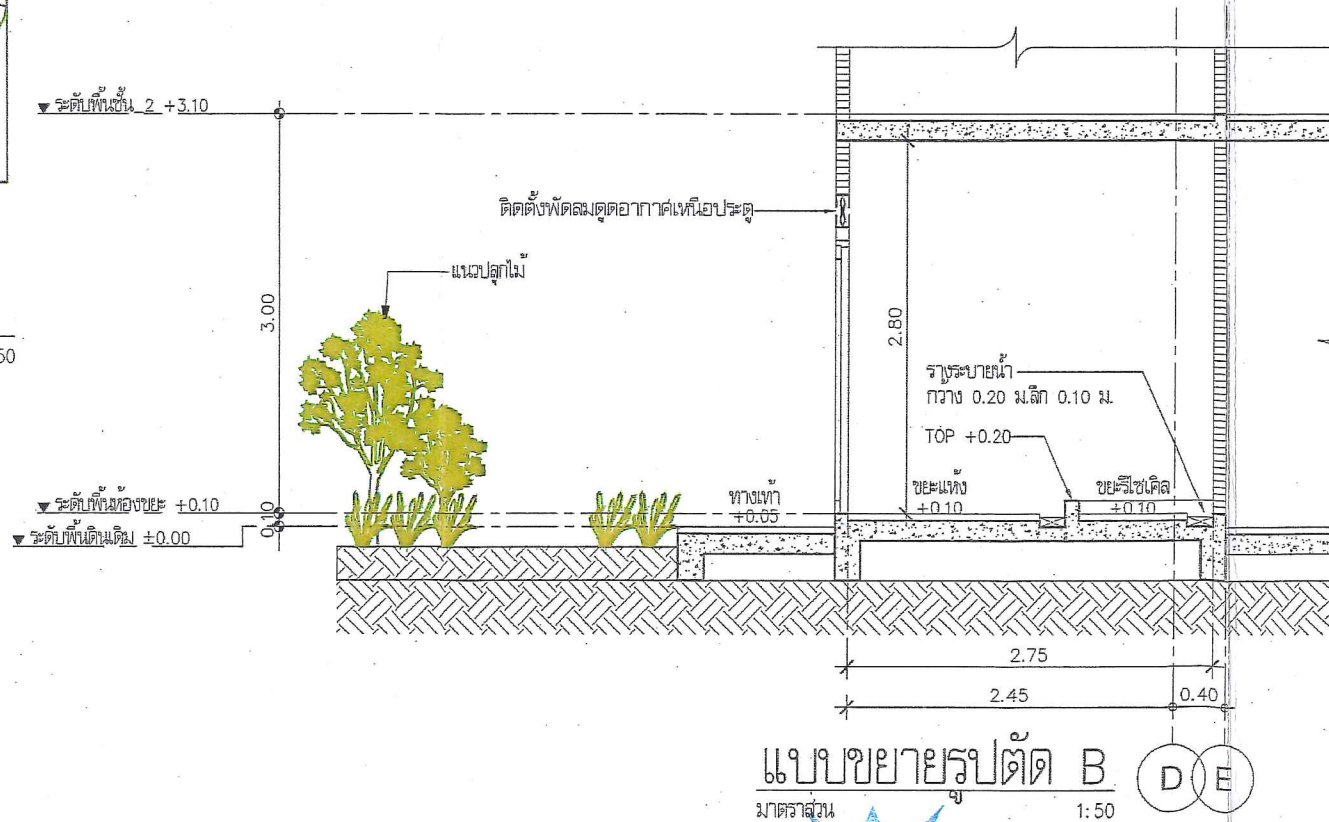 ระดับพื้นชั้น 2 +3.10
ติดตั้งพัดลมดูดอากาศเหนือประตู
แนวปลูกไม้
3.00
2.80
50
รางระบายน้ำ
กว้าง 0.20 ม.ลึก 0.10 ม.
TOP +0.20
ระดับพื้นห้องขยะ +0.10
0.10
ระดับพื้นดินเดิม ±0.00
ทางเท้า
+0.05
ขยะแห้ง
+0.10
ขยะรีไซเคิล
+0.10
2.75
2.45
0.40
แบบขยายรูปตัด B
มาตราส่วน 1:50
D
E